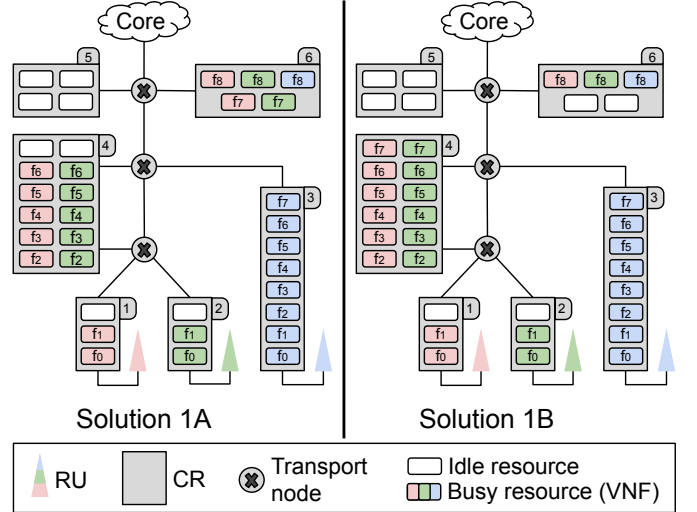 Core Core
5 6 5 6
f8 f8 f8 f8 f8 f8
f7 f7
4 f7 f7 4
f6 f6 3 f6 f6 3
f5 f5 f7 f5 f5 f7
f4 f4 f6 f4 f4 f6
f3 f3 f5 f3 f3 f5
f2 f2 f4 f2 f2 f4
f3 f3
1 2 f2 1 2 f2
f1 f1 f1 f1 f1 f1
f0 f0 f0 f0 f0 f0
Solution 1A Solution 1B
RU CR Transport node Idle resource
Busy resource (VNF)